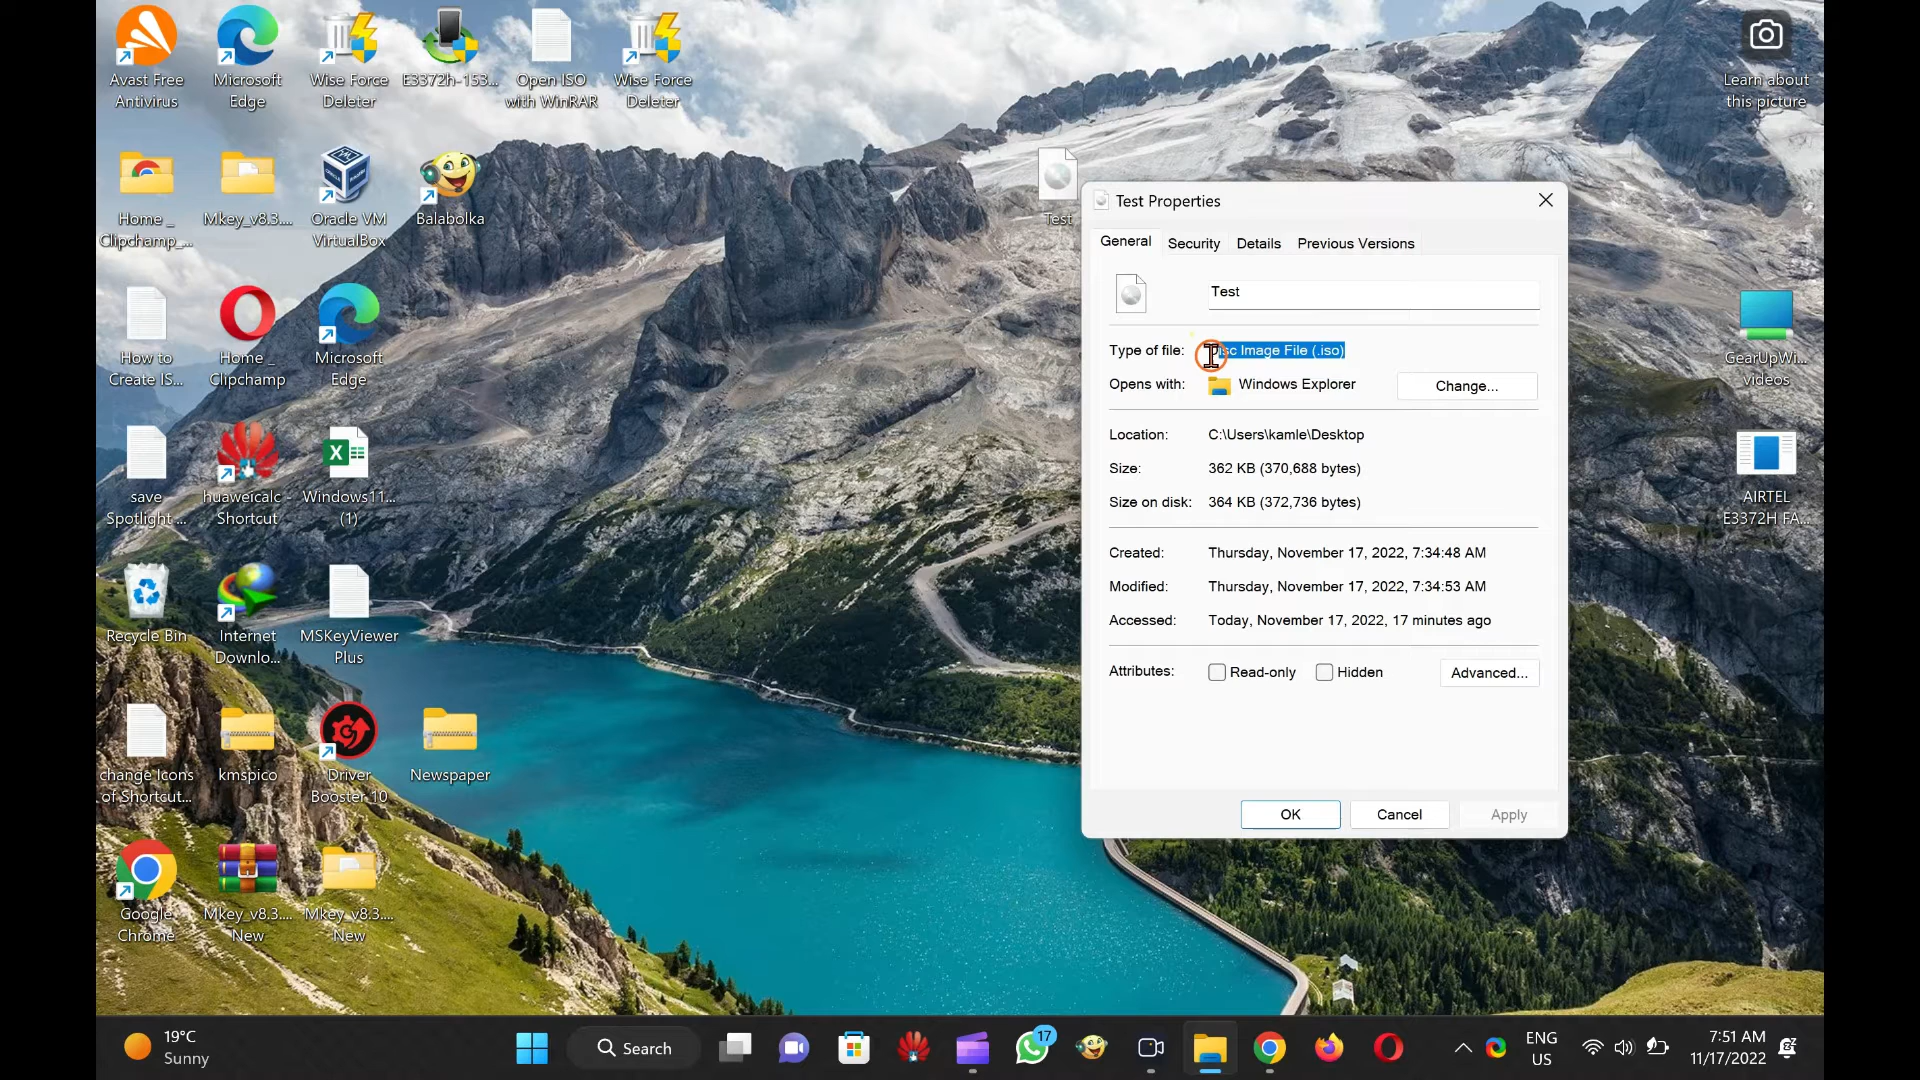 Avast Free
Antivirus
Microsoft
Edge
Wise Force
Deleter
E3372h-153...
Open ISO
with WinRAR
Wise Force
Deleter
Learn about
this picture
Home _
Clipchamp_...
Mkey_v8.3....
Oracle VM
VirtualBox
Balabolka
Test
How to
Create IS...
Home _
Clipchamp
Microsoft
Edge
GearUpWi...
videos
save
Spotlight ...
huaweicalc -
Shortcut
Windows11...
(1)
AIRTEL
E3372H FA...
Recycle Bin
Internet
Downlo...
MSKeyViewer
Plus
change Icons
of Shortcut...
kmspico
Driver
Booster 10
Newspaper
Google
Chrome
Mkey_v8.3....
New
Mkey_v8.3....
New
Test Properties
General Security Details Previous Versions
Test
Type of file: Disc Image File (.iso)
Opens with: Windows Explorer Change...
Location: C:\Users\kamle\Desktop
Size: 362 KB (370,688 bytes)
Size on disk: 364 KB (372,736 bytes)
Created: Thursday, November 17, 2022, 7:34:48 AM
Modified: Thursday, November 17, 2022, 7:34:53 AM
Accessed: Today, November 17, 2022, 17 minutes ago
Attributes: Read-only Hidden Advanced...
OK Cancel Apply
19°C
Sunny
Search
17
ENG
US
7:51 AM
11/17/2022